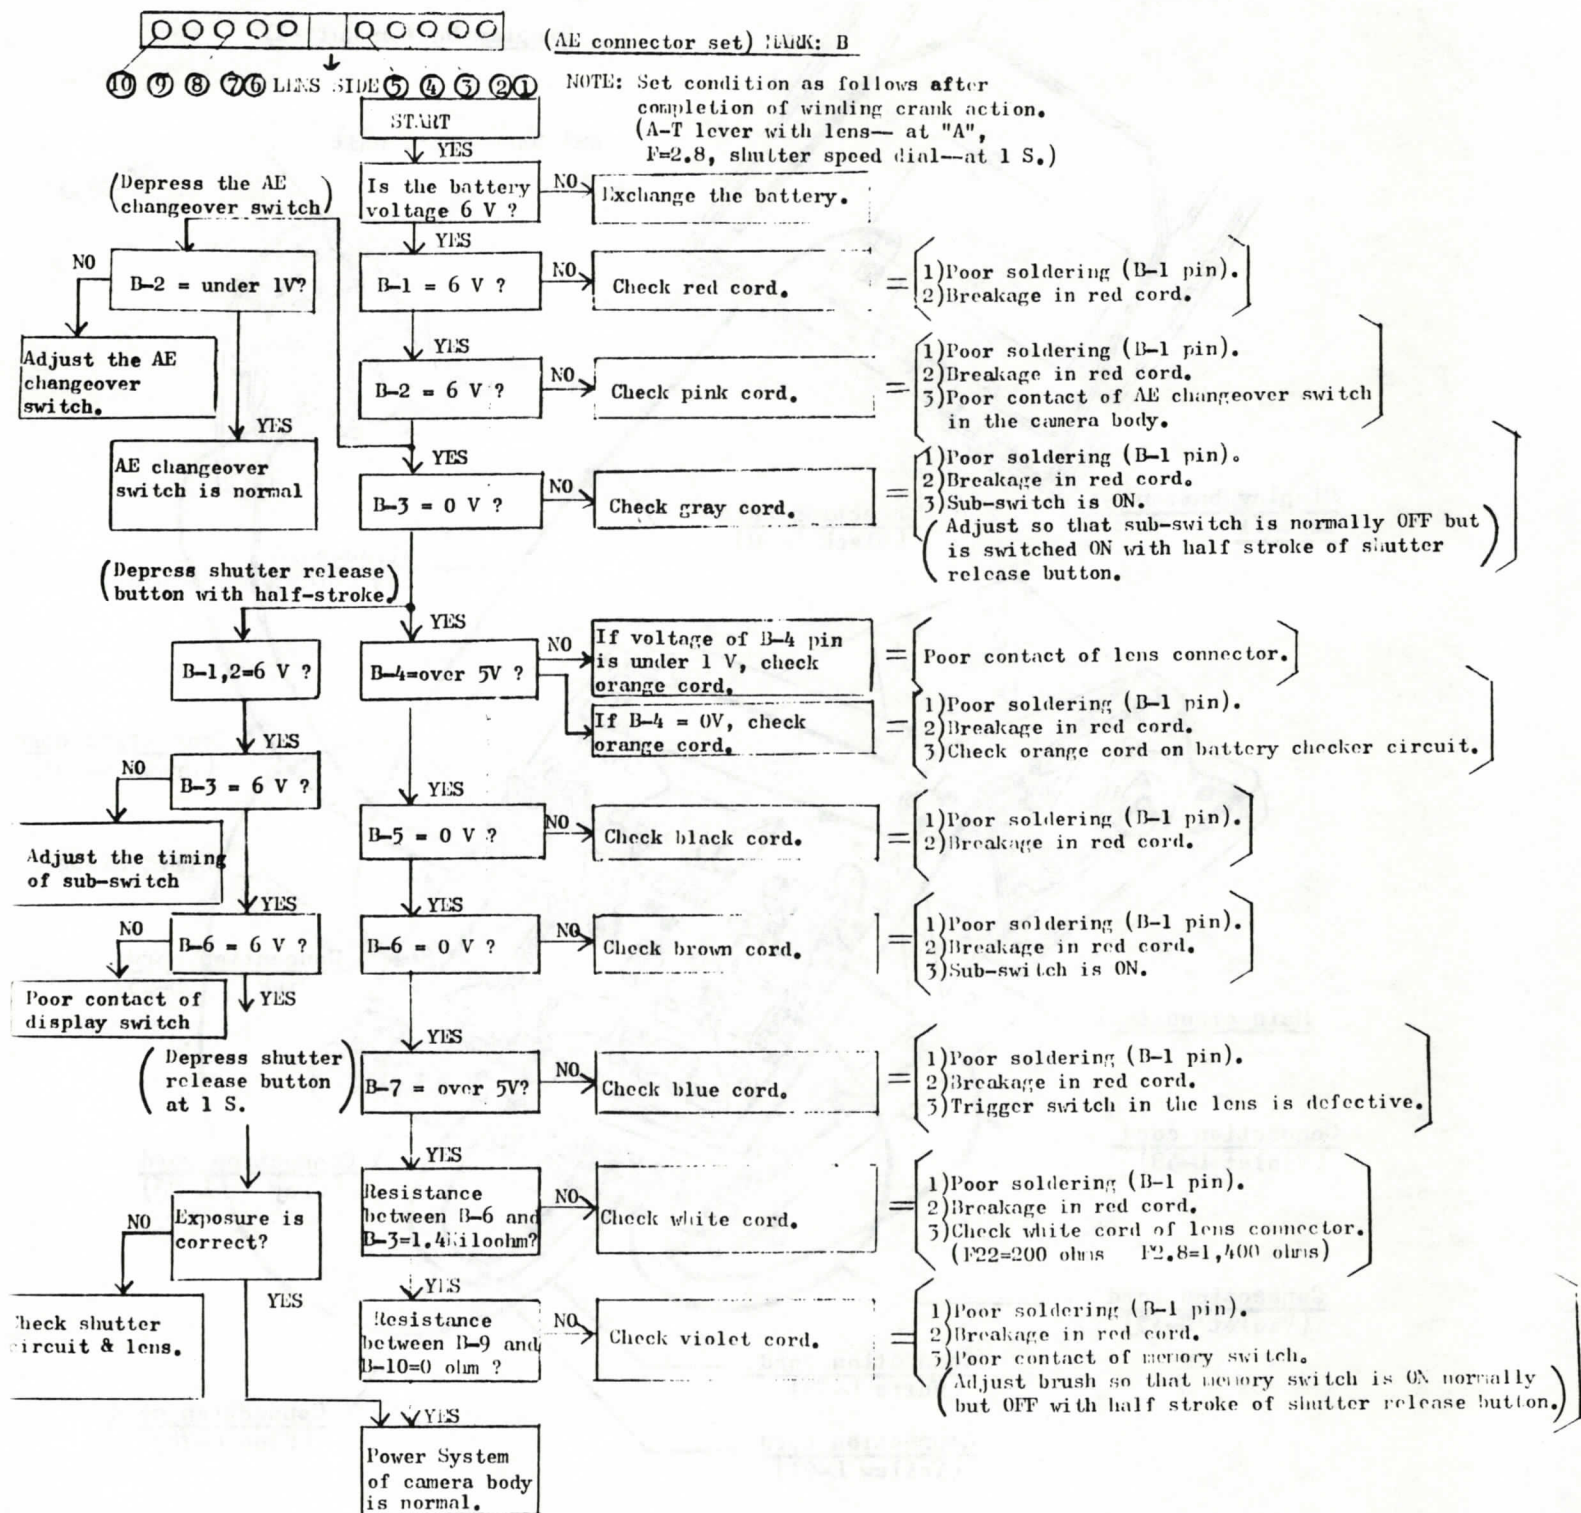 (AE connector set) MARK: B
⑩ ⑨ ⑧ ⑦ ⑥ LENS SIDE ⑤ ④ ③ ② ①
NOTE: Set condition as follows after
completion of winding crank action.
(A-T lever with lens— at "A",
F=2.8, shutter speed dial—at 1 S.)
START
YES
Is the battery
voltage 6 V ?
NO
Exchange the battery.
(Depress the AE
changeover switch)
YES
NO
B-2 = under 1V?
Adjust the AE
changeover
switch.
YES
AE changeover
switch is normal
B-1 = 6 V ?
NO
Check red cord.
=
1)Poor soldering (B-1 pin).
2)Breakage in red cord.
YES
B-2 = 6 V ?
NO
Check pink cord.
=
1)Poor soldering (B-1 pin).
2)Breakage in red cord.
3)Poor contact of AE changeover switch
in the camera body.
YES
B-3 = 0 V ?
NO
Check gray cord.
=
1)Poor soldering (B-1 pin).
2)Breakage in red cord.
3)Sub-switch is ON.
(Adjust so that sub-switch is normally OFF but
is switched ON with half stroke of shutter
release button.)
(Depress shutter release
button with half-stroke.)
B-1,2=6 V ?
YES
NO
B-3 = 6 V ?
Adjust the timing
of sub-switch
YES
NO
B-6 = 6 V ?
Poor contact of
display switch
YES
(Depress shutter
release button
at 1 S.)
NO
Exposure is
correct?
YES
heck shutter
ircuit & lens.
YES
B-4=over 5V ?
NO
If voltage of B-4 pin
is under 1 V, check
orange cord.
=
Poor contact of lens connector.
If B-4 = 0V, check
orange cord.
=
1)Poor soldering (B-1 pin).
2)Breakage in red cord.
3)Check orange cord on battery checker circuit.
YES
B-5 = 0 V ?
NO
Check black cord.
=
1)Poor soldering (B-1 pin).
2)Breakage in red cord.
YES
B-6 = 0 V ?
NO
Check brown cord.
=
1)Poor soldering (B-1 pin).
2)Breakage in red cord.
3)Sub-switch is ON.
YES
B-7 = over 5V?
NO
Check blue cord.
=
1)Poor soldering (B-1 pin).
2)Breakage in red cord.
3)Trigger switch in the lens is defective.
YES
Resistance
between B-6 and
B-3=1.4Kiloohm?
NO
Check white cord.
=
1)Poor soldering (B-1 pin).
2)Breakage in red cord.
3)Check white cord of lens connector.
(F22=200 ohms F2.8=1,400 ohms)
YES
Resistance
between B-9 and
B-10=0 ohm ?
NO
Check violet cord.
=
1)Poor soldering (B-1 pin).
2)Breakage in red cord.
3)Poor contact of memory switch.
(Adjust brush so that memory switch is ON normally
but OFF with half stroke of shutter release button.)
YES
Power System
of camera body
is normal.